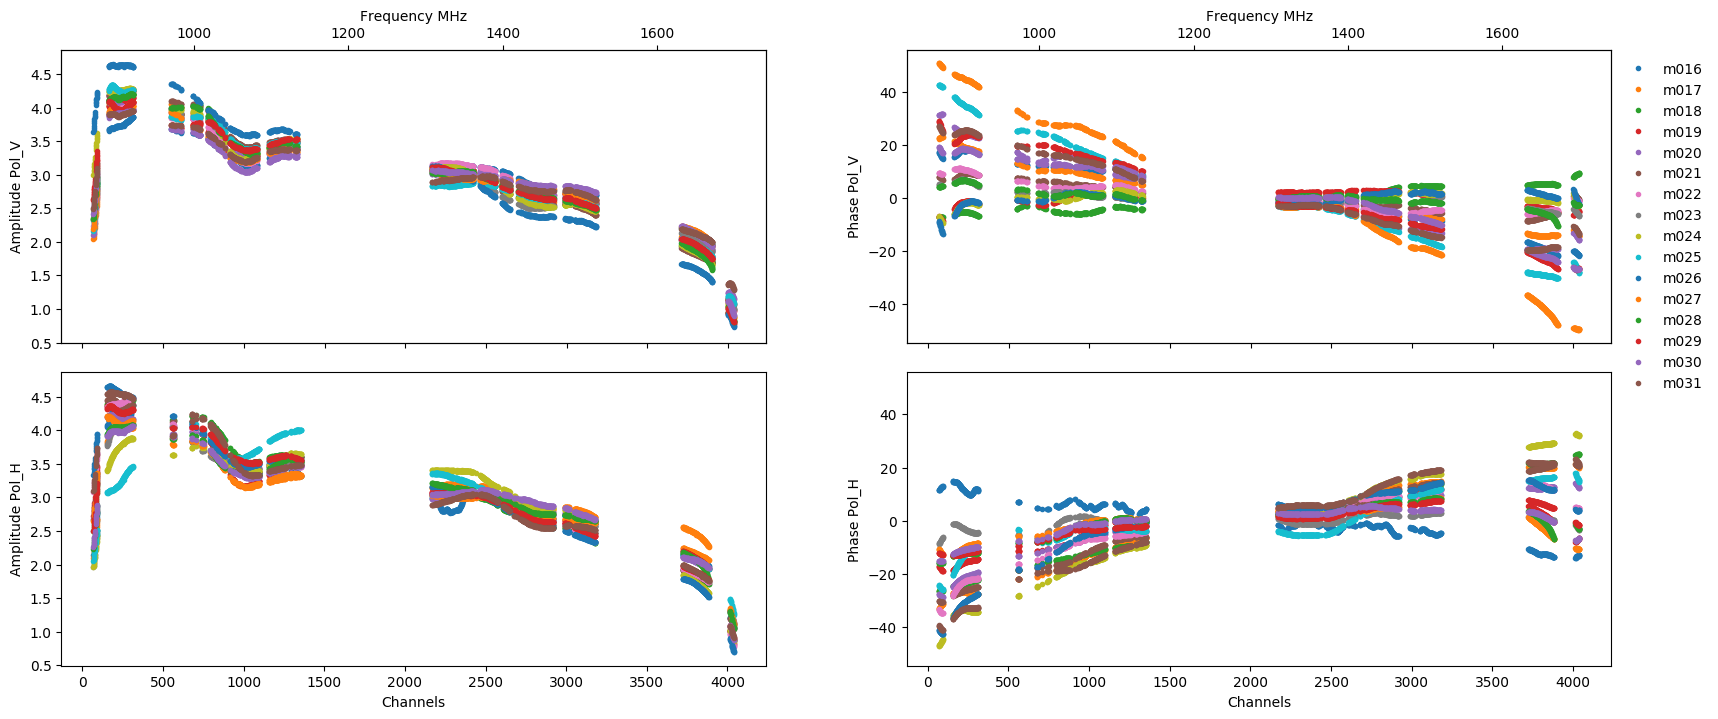 Frequency MHz
Frequency MHz
1000 1200 1400 1600
1000 1200 1400 1600
Amplitude Pol_V
4.5
4.0
3.5
3.0
2.5
2.0
1.5
1.0
0.5
Phase Pol_V
40
20
0
−20
−40
m016
m017
m018
m019
m020
m021
m022
m023
m024
m025
m026
m027
m028
m029
m030
m031
Amplitude Pol_H
4.5
4.0
3.5
3.0
2.5
2.0
1.5
1.0
0.5
Phase Pol_H
40
20
0
−20
−40
0 500 1000 1500 2000 2500 3000 3500 4000
0 500 1000 1500 2000 2500 3000 3500 4000
Channels
Channels